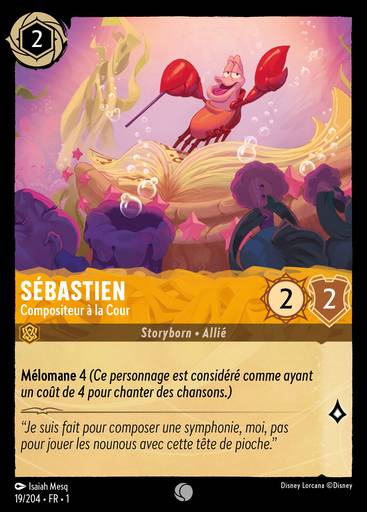 2
SÉBASTIEN
Compositeur à la Cour
2
2
Storyborn • Allié
Mélomane 4 (Ce personnage est considéré comme ayant
un coût de 4 pour chanter des chansons.)
“Je suis fait pour composer une symphonie, moi, pas
pour jouer les nounous avec cette tête de pioche.”
Isaiah Mesq
Disney Lorcana ©Disney
19/204 • FR • 1